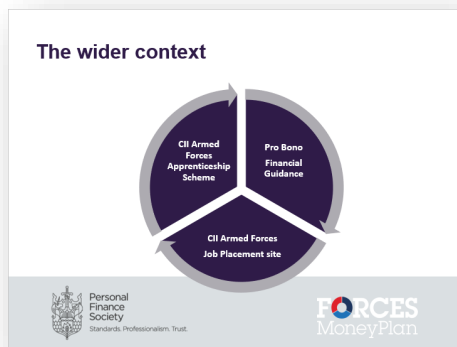 The wider context
CII Armed
Forces
Apprenticeship
Scheme
Pro Bono
Financial
Guidance
CII Armed Forces
Job Placement site
Personal
Finance
Society
Standards. Professionalism. Trust.
FORCES
MoneyPlan